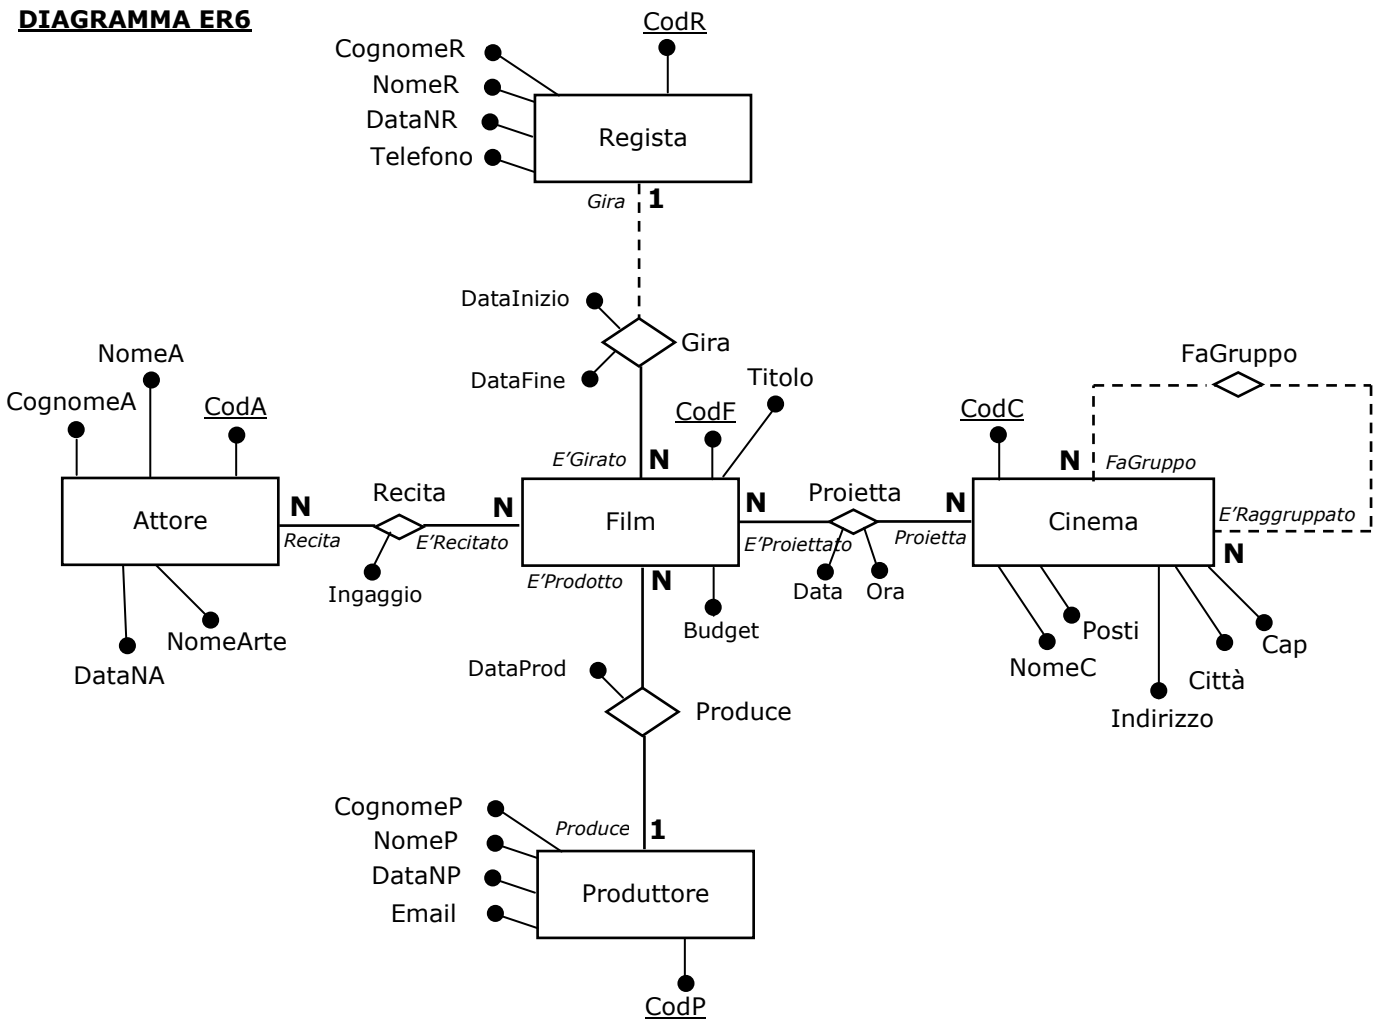 DIAGRAMMA ER6
CodR
CognomeR
NomeR
DataNR
Telefono
Regista
Gira
1
DataInizio
Gira
DataFine
NomeA
CognomeA
CodA
Titolo
CodF
FaGruppo
CodC
E'Girato
N
N
FaGruppo
Attore
N
Recita
Recita
N
E'Recitato
Ingaggio
Film
N
Proietta
E'Proiettato
N
Proietta
Data
Ora
Cinema
E'Raggruppato
N
E'Prodotto
N
Budget
NomeArte
DataNA
Posti
NomeC
Cap
Città
Indirizzo
DataProd
Produce
CognomeP
NomeP
DataNP
Email
Produce
1
Produttore
CodP